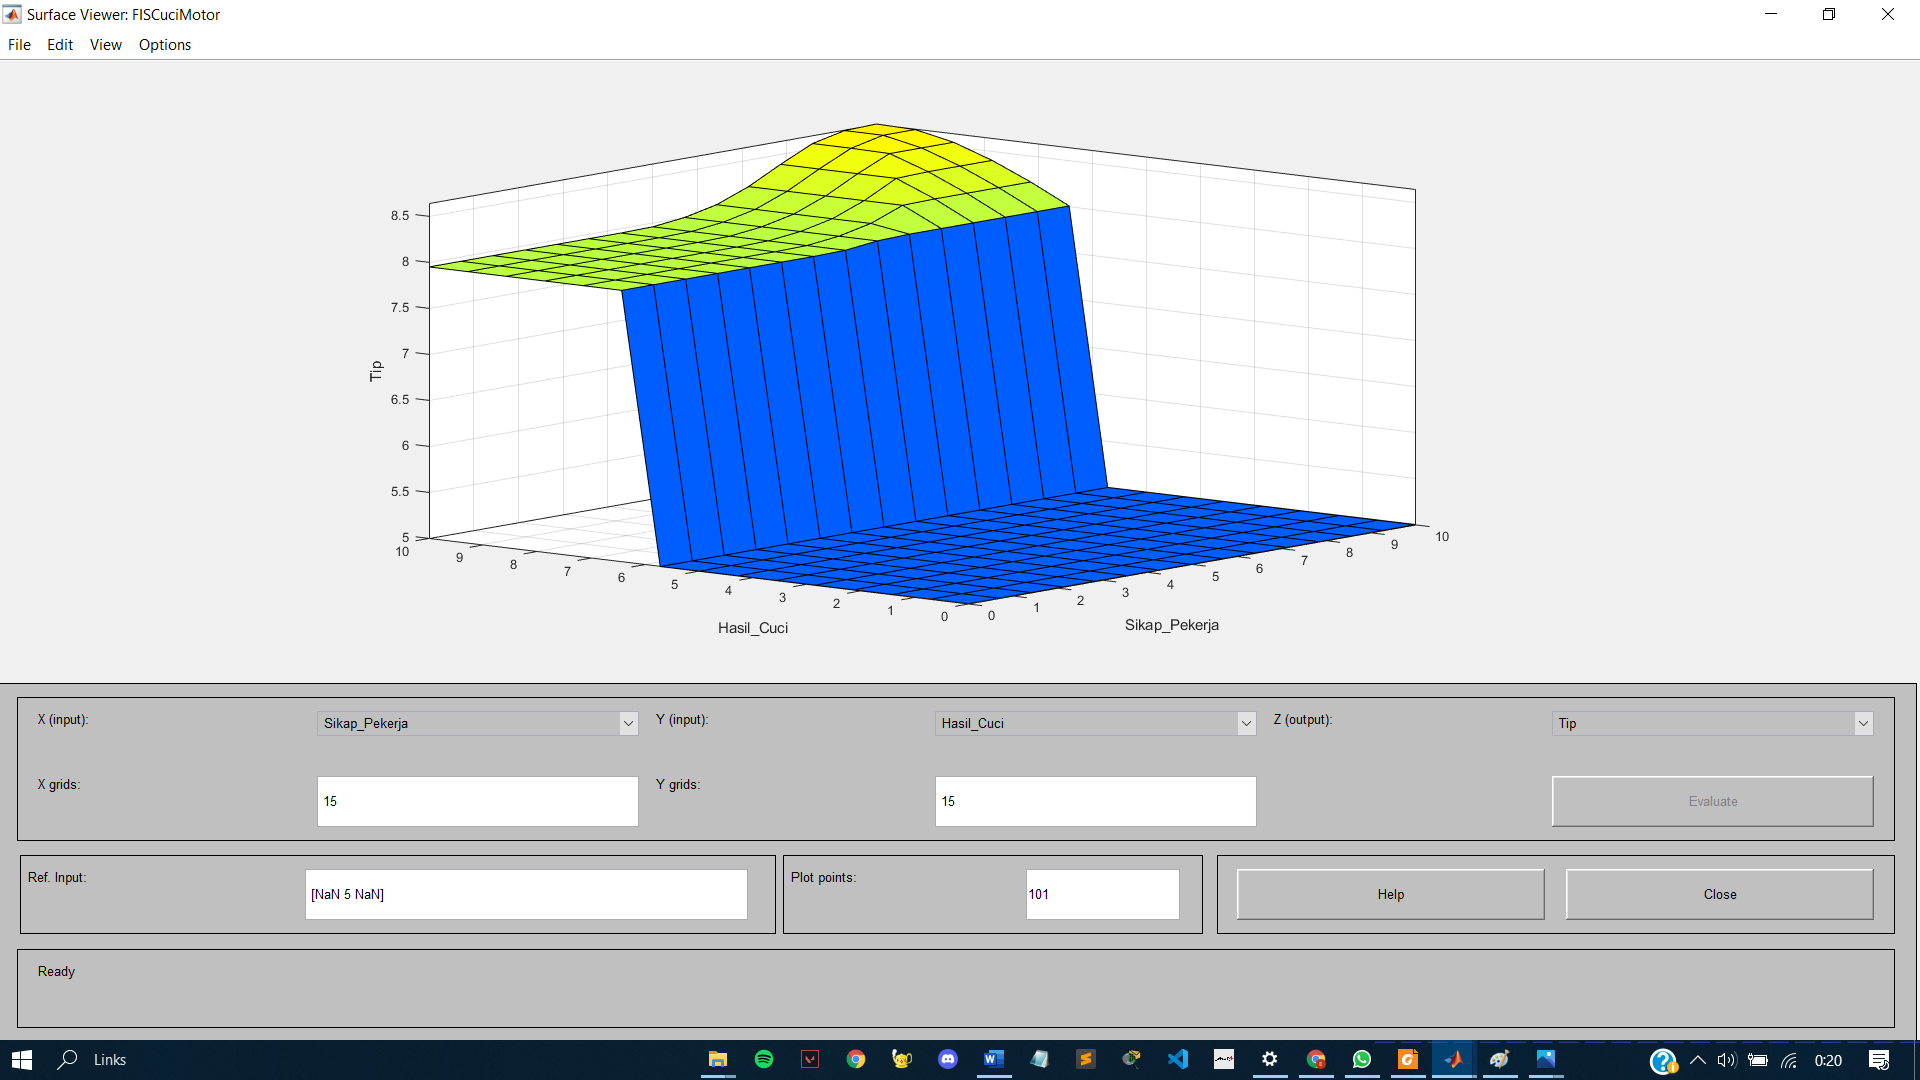 Surface Viewer: FISCuciMotor
File Edit View Options
8.5
8
7.5
7
6.5
6
5.5
5
Tip
10 9 8 7 6 5 4 3 2 1 0
Hasil_Cuci
0 1 2 3 4 5 6 7 8 9 10
Sikap_Pekerja
X (input): Sikap_Pekerja Y (input): Hasil_Cuci Z (output): Tip
X grids: 15 Y grids: 15 Evaluate
Ref. Input: [NaN 5 NaN] Plot points: 101 Help Close
Ready
Links 0:20